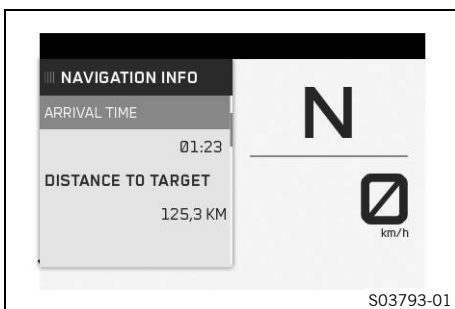 NAVIGATION INFO
ARRIVAL TIME
01:23
DISTANCE TO TARGET
125,3 KM
N
0
km/h
S03793-01